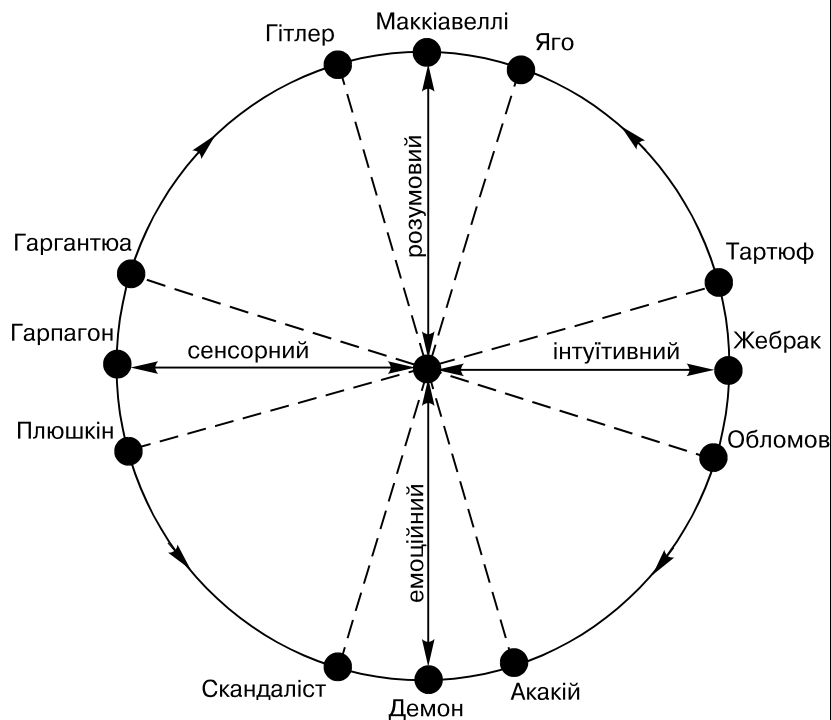 Маккіавеллі
Гітлер
Яго
розумовий
Гаргантюа
Тартюф
Гарпагон
Жебрак
сенсорний
інтуїтивний
Плюшкін
Обломов
емоційний
Скандаліст
Демон
Акакій